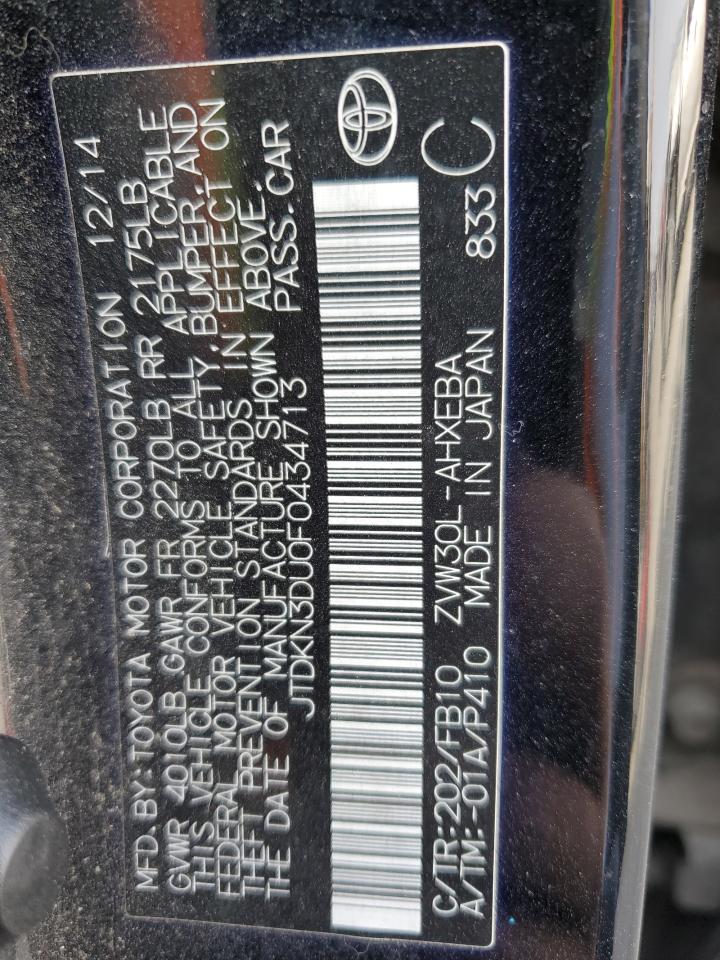 MFD. BY: TOYOTA MOTOR CORPORATION 12/14
GVWR 4010LB GAWR FR 2270LB RR 2175LB
THIS VEHICLE CONFORMS TO ALL APPLICABLE
FEDERAL MOTOR VEHICLE SAFETY, BUMPER, AND
THEFT PREVENTION STANDARDS IN EFFECT ON
THE DATE OF MANUFACTURE SHOWN ABOVE.
JTDKN3DU0F0434713 PASS. CAR
C/TR: 202/FB10 ZVW30L-AHXEBA
A/TM: -01A/P410 MADE IN JAPAN 833 C